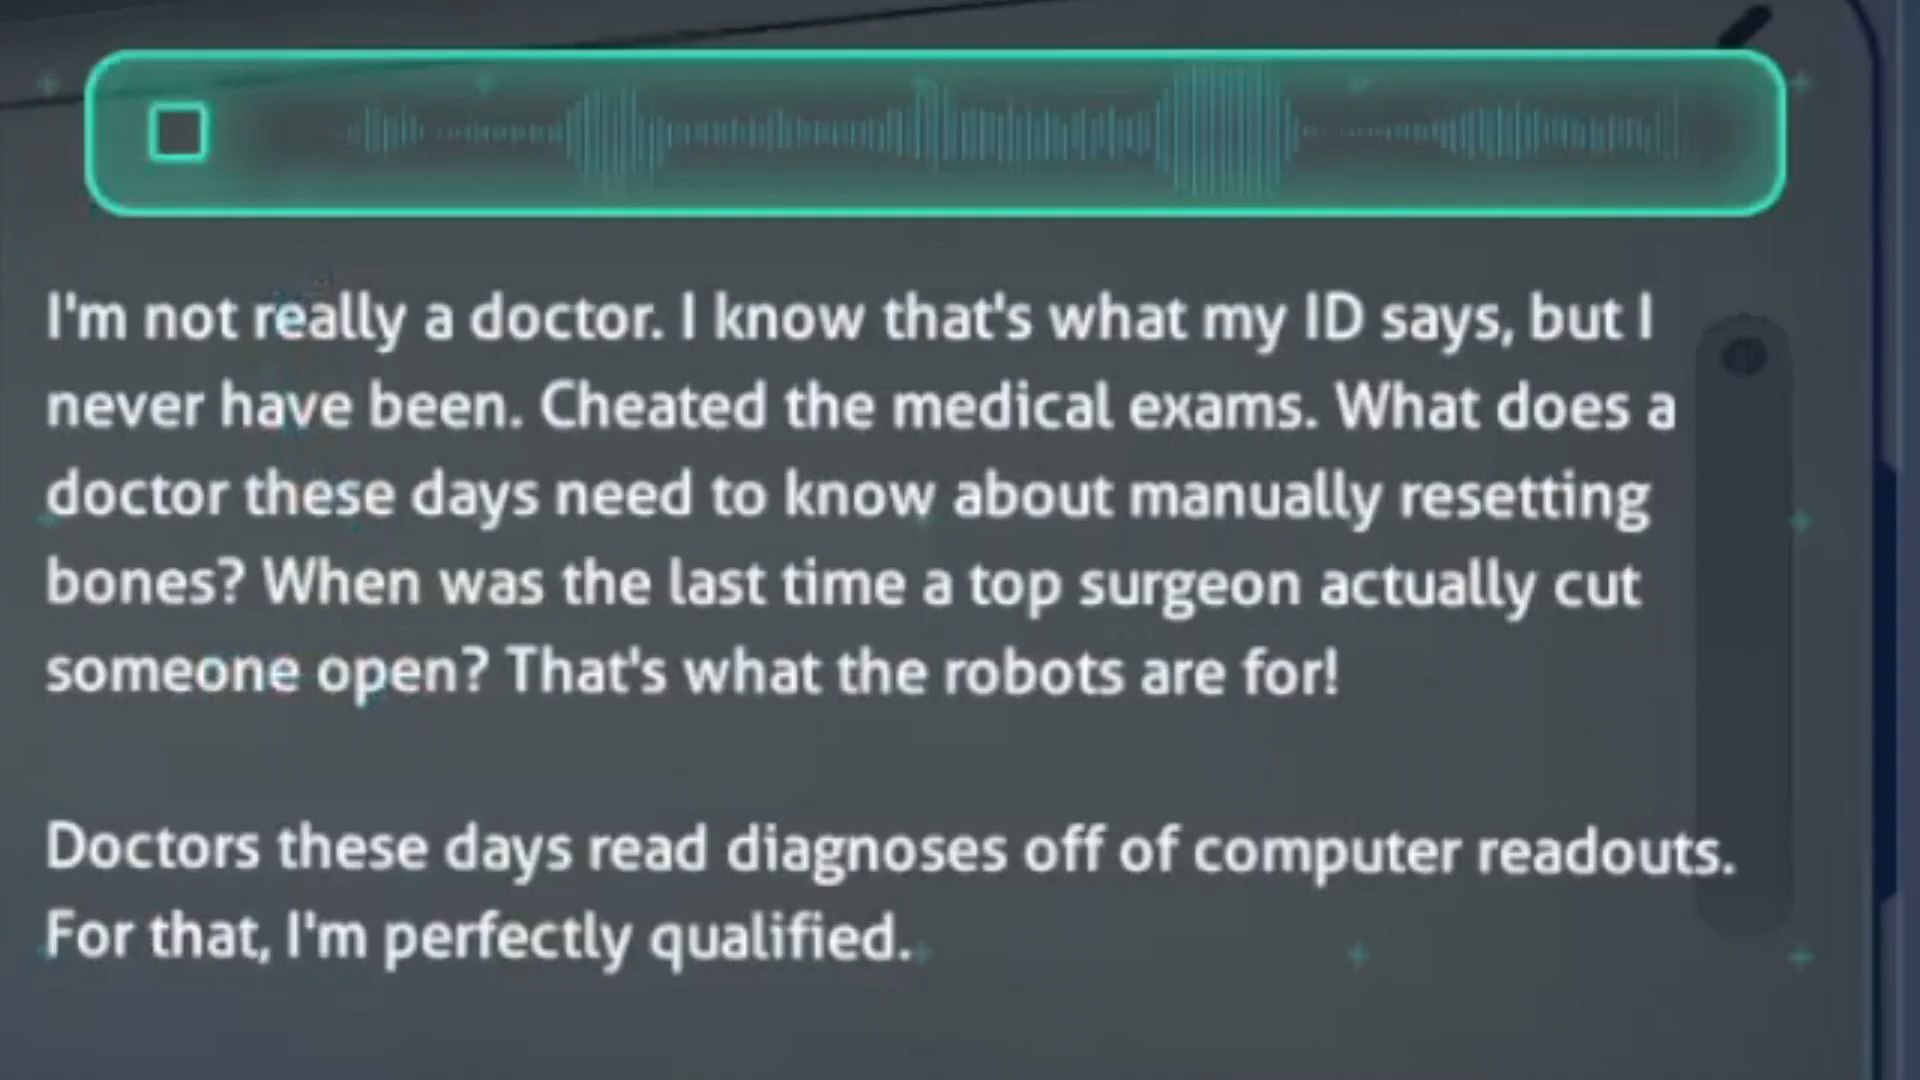 I'm not really a doctor. I know that's what my ID says, but I
never have been. Cheated the medical exams. What does a
doctor these days need to know about manually resetting
bones? When was the last time a top surgeon actually cut
someone open? That's what the robots are for!
Doctors these days read diagnoses off of computer readouts.
For that, I'm perfectly qualified.